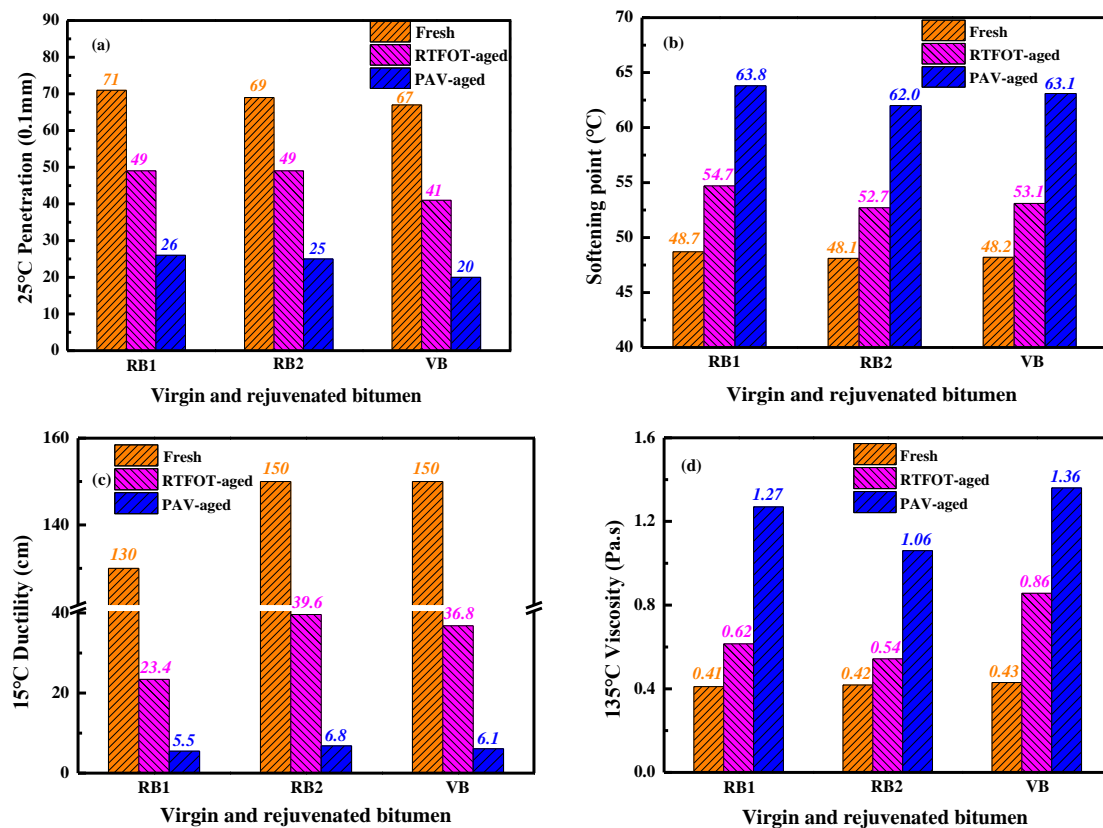 (a)
Fresh
RTFOT-aged
PAV-aged
25℃ Penetration (0.1mm)
90
80
70
60
50
40
30
20
10
0
71
49
26
69
49
25
67
41
20
RB1 RB2 VB
Virgin and rejuvenated bitumen
(b)
Fresh
RTFOT-aged
PAV-aged
Softening point (℃)
70
65
60
55
50
45
40
48.7
54.7
63.8
48.1
52.7
62.0
48.2
53.1
63.1
RB1 RB2 VB
Virgin and rejuvenated bitumen
(c)
Fresh
RTFOT-aged
PAV-aged
15℃ Ductility (cm)
160
140
40
20
0
130
23.4
5.5
150
39.6
6.8
150
36.8
6.1
RB1 RB2 VB
Virgin and rejuvenated bitumen
(d)
Fresh
RTFOT-aged
PAV-aged
135℃ Viscosity (Pa.s)
1.6
1.2
0.8
0.4
0.0
0.41
0.62
1.27
0.42
0.54
1.06
0.43
0.86
1.36
RB1 RB2 VB
Virgin and rejuvenated bitumen